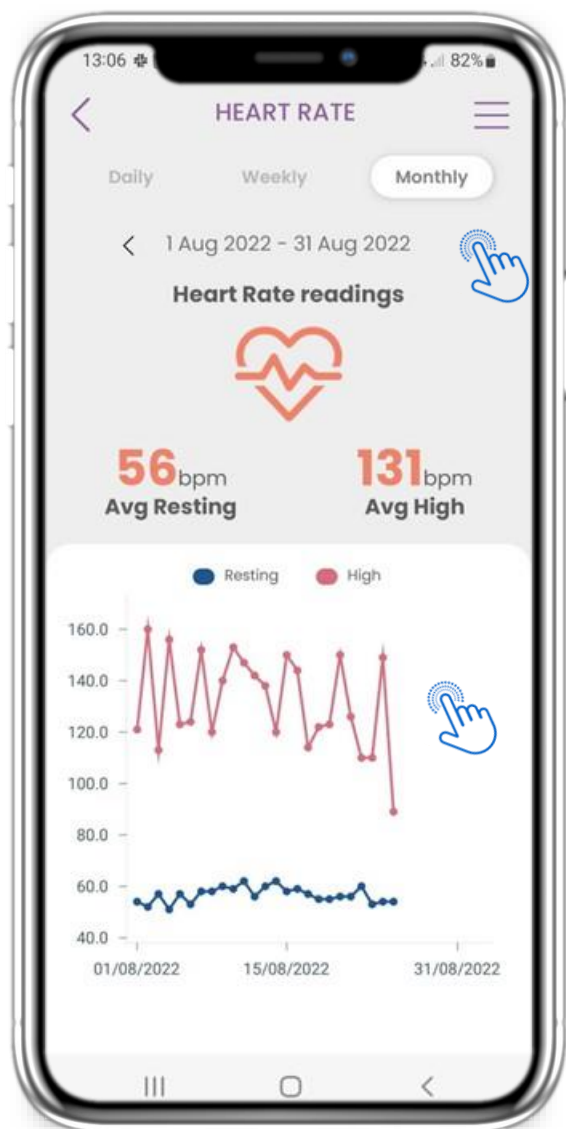 13:06 82%
HEART RATE
Daily Weekly Monthly
1 Aug 2022 - 31 Aug 2022
Heart Rate readings
56bpm 131bpm
Avg Resting Avg High
Resting High
160.0
140.0
120.0
100.0
80.0
60.0
40.0
01/08/2022 15/08/2022 31/08/2022